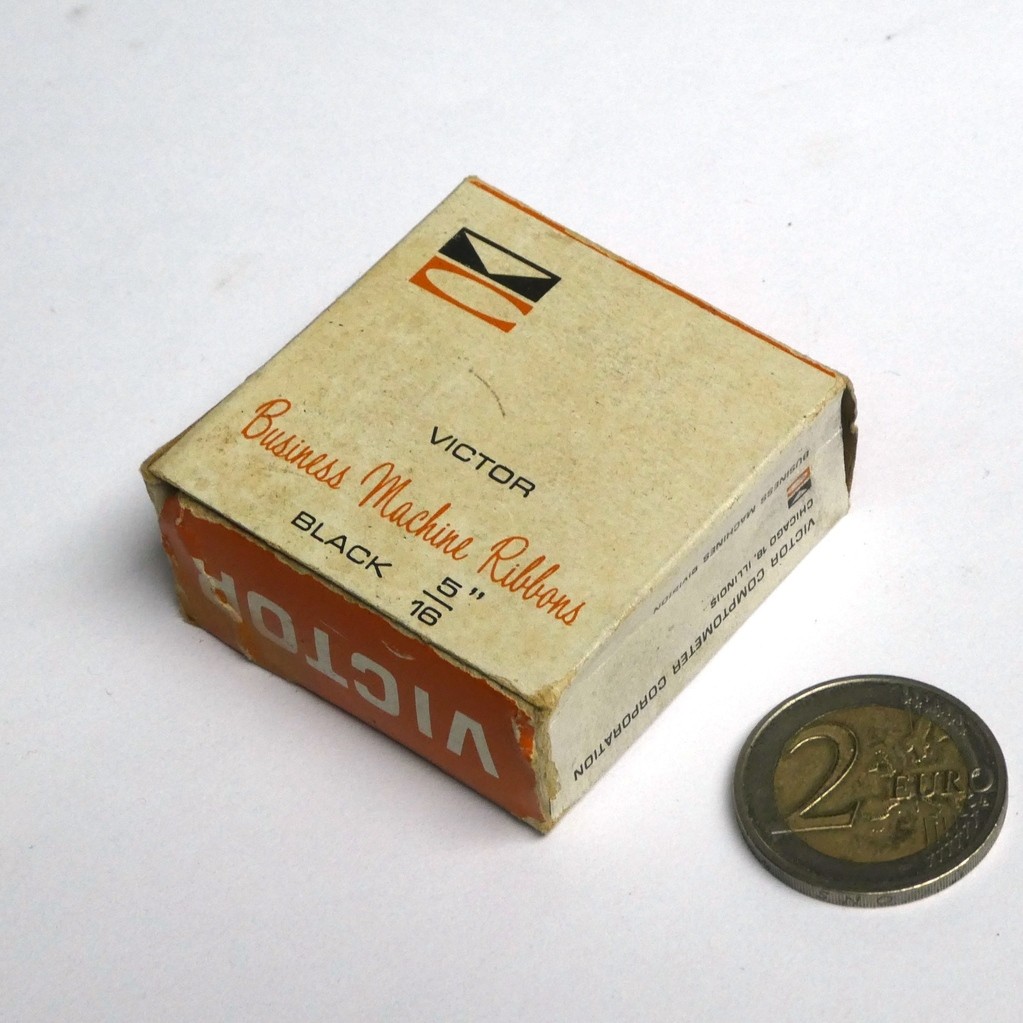 VICTOR
Business Machine Ribbons
BLACK 5/16"
VICTOR
VICTOR COMPTOMETER CORPORATION
CHICAGO 18, ILLINOIS
BUSINESS MACHINES DIVISION
2 EURO